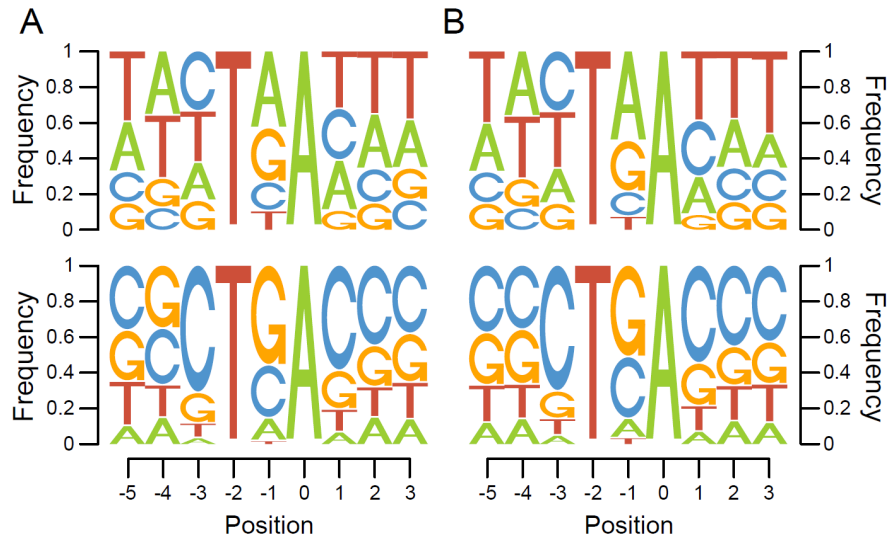 A
B
Frequency
1
0.8
0.6
0.4
0.2
0
T A C T A A T T T
A T T G C A A
C G A C A C G
G C G T G G C
T A C T A A T T T
A T T G C A A
C G A C A C C
G C G T G G G
1
0.8
0.6
0.4
0.2
0
Frequency
Frequency
1
0.8
0.6
0.4
0.2
0
C G C T G A C C C
G C G C G G G
T T T A T T T
A A A T A A A
C C C T G A C C C
G G G C G G G
T T T A T T T
A A A T A A A
1
0.8
0.6
0.4
0.2
0
Frequency
-5 -4 -3 -2 -1 0 1 2 3
Position
-5 -4 -3 -2 -1 0 1 2 3
Position